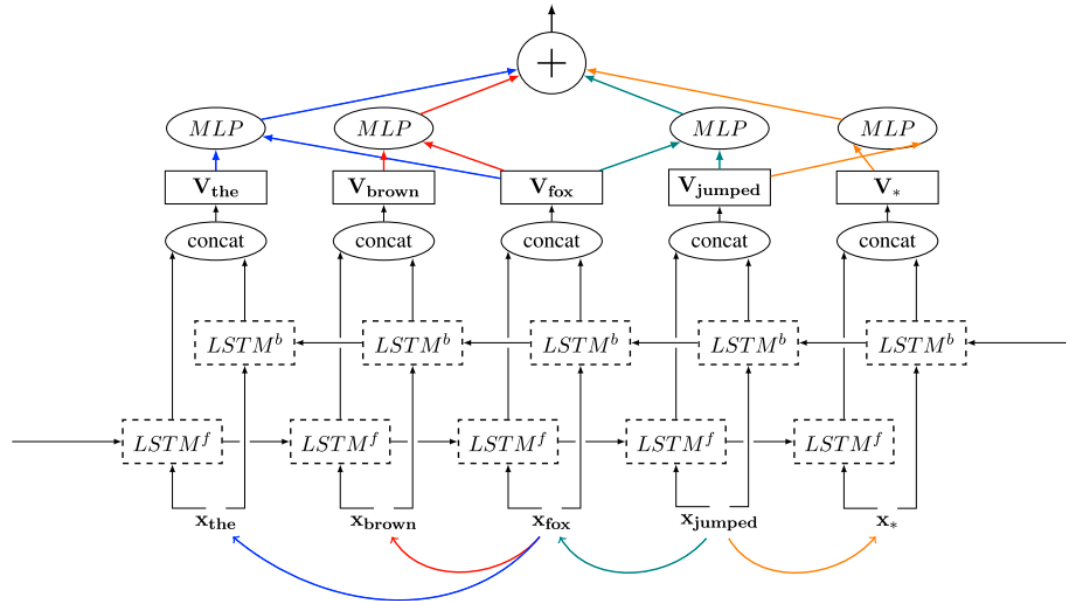 +
MLP MLP MLP MLP
V_the V_brown V_fox V_jumped V_*
concat concat concat concat concat
LSTM^b LSTM^b LSTM^b LSTM^b LSTM^b
LSTM^f LSTM^f LSTM^f LSTM^f LSTM^f
x_the x_brown x_fox x_jumped x_*